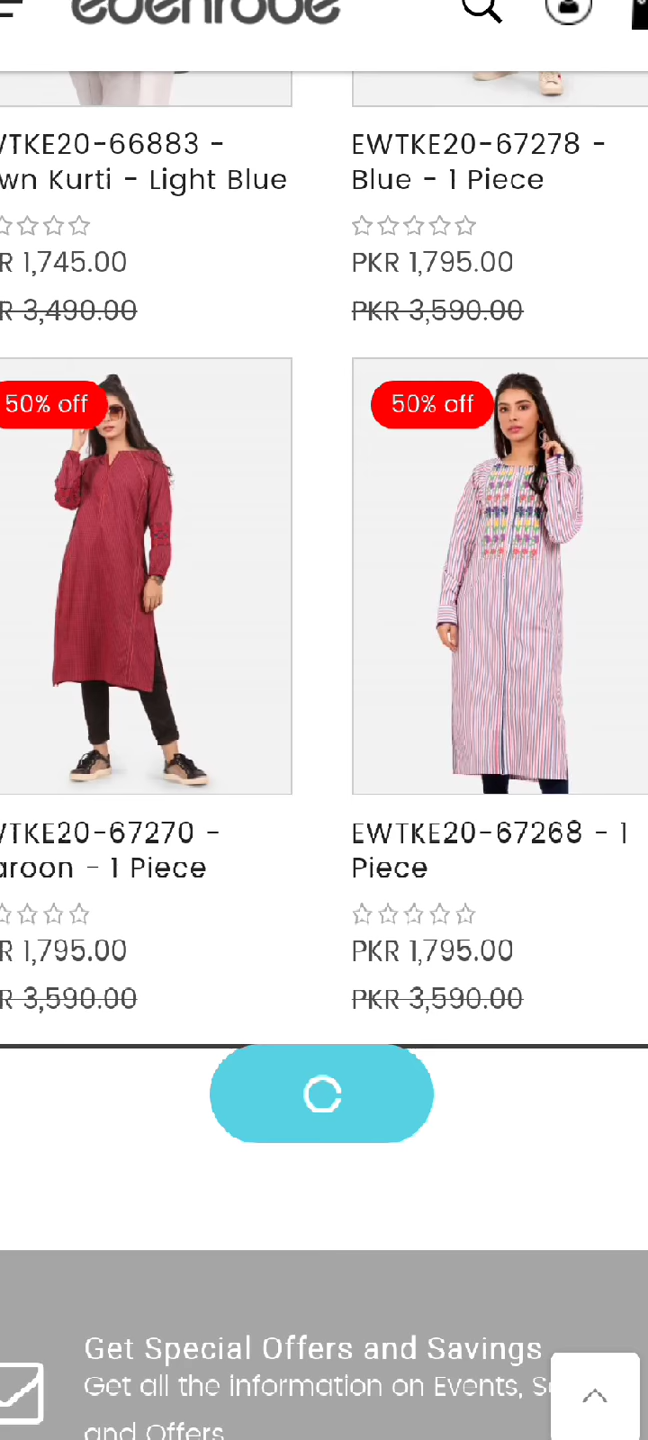 edenrobe
VTKE20-66883 -
wn Kurti - Light Blue
R 1,745.00
R 3,490.00
EWTKE20-67278 -
Blue - 1 Piece
PKR 1,795.00
PKR 3,590.00
50% off
50% off
VTKE20-67270 -
aroon - 1 Piece
R 1,795.00
R 3,590.00
EWTKE20-67268 - 1
Piece
PKR 1,795.00
PKR 3,590.00
Get Special Offers and Savings
Get all the information on Events, S
and Offers